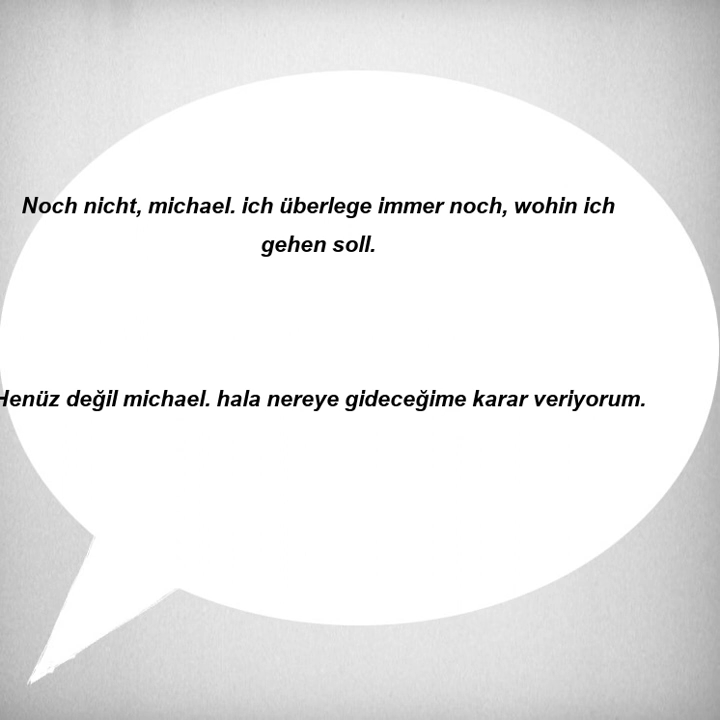 Noch nicht, michael. ich überlege immer noch, wohin ich
gehen soll.
Henüz değil michael. hala nereye gideceğime karar veriyorum.